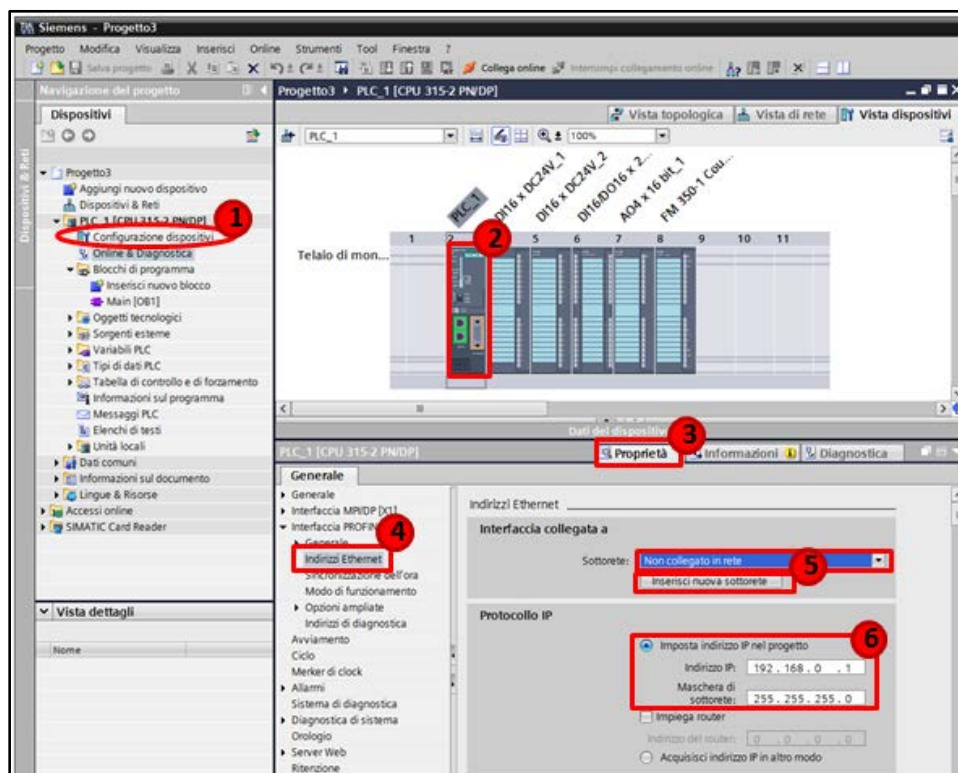 Siemens - Progetto3
Progetto Modifica Visualizza Inserisci Online Strumenti Tool Finestra ?
Salva progetto Collega online Interrompi collegamento online
Navigazione del progetto
Dispositivi
Dispositivi & Reti
Progetto3
Aggiungi nuovo dispositivo
Dispositivi & Reti
PLC_1 [CPU 315-2 PN/DP]
1
Configurazione dispositivi
Online & Diagnostica
Blocchi di programma
Inserisci nuovo blocco
Main [OB1]
Oggetti tecnologici
Sorgenti esterne
Variabili PLC
Tipi di dati PLC
Tabella di controllo e di forzamento
Informazioni sul programma
Messaggi PLC
Elenchi di testi
Unità locali
Dati comuni
Informazioni sul documento
Lingue & Risorse
Accessi online
SIMATIC Card Reader
Vista dettagli
Nome
Progetto3 PLC_1 [CPU 315-2 PN/DP]
Vista topologica Vista di rete Vista dispositivi
PLC_1 100%
PLC_1
DI16 x DC24V_1
DI16 x DC24V_2
DI16/DO16 x 2...
AO4 x 16 bit_1
FM 350-1 Cou...
1 2 5 6 7 8 9 10 11
2
Telaio di mon...
Dati del dispositivo
3
PLC_1 [CPU 315-2 PN/DP]
Proprietà Informazioni Diagnostica
Generale
Generale
Interfaccia MPI/DP [X1]
Interfaccia PROFIN
4
Generale
Indirizzi Ethernet
Sincronizzazione dell'ora
Modo di funzionamento
Opzioni ampliate
Indirizzi di diagnostica
Avviamento
Ciclo
Merker di clock
Allarmi
Sistema di diagnostica
Diagnostica di sistema
Orologio
Server Web
Ritenzione
Indirizzi Ethernet
Interfaccia collegata a
Sottorete: Non collegato in rete
5
Inserisci nuova sottorete
Protocollo IP
6
Imposta indirizzo IP nel progetto
Indirizzo IP: 192 . 168 . 0 . 1
Maschera di
sottorete: 255 . 255 . 255 . 0
Impiega router
Indirizzo del router: 0 . 0 . 0 . 0
Acquisisci indirizzo IP in altro modo